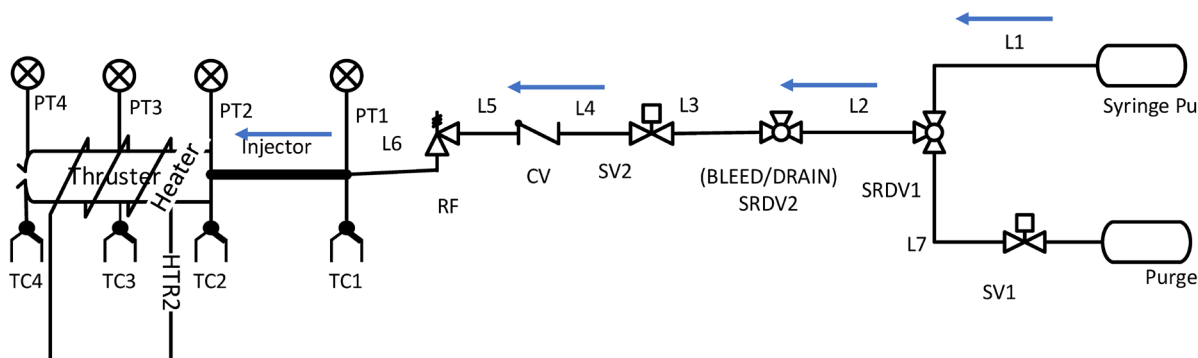 L1
PT4
PT3
PT2
PT1
L5
L4
L3
L2
Syringe Pu
Injector
L6
Thruster
Heater
CV
SV2
(BLEED/DRAIN)
SRDV2
SRDV1
RF
L7
TC4
TC3
HTR2
TC2
TC1
SV1
Purge